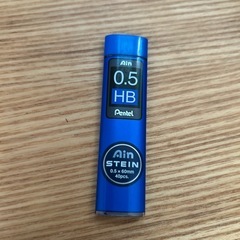 Ain
0.5
HB
Pentel
Ain
STEIN
0.5 x 60mm
40pcs.